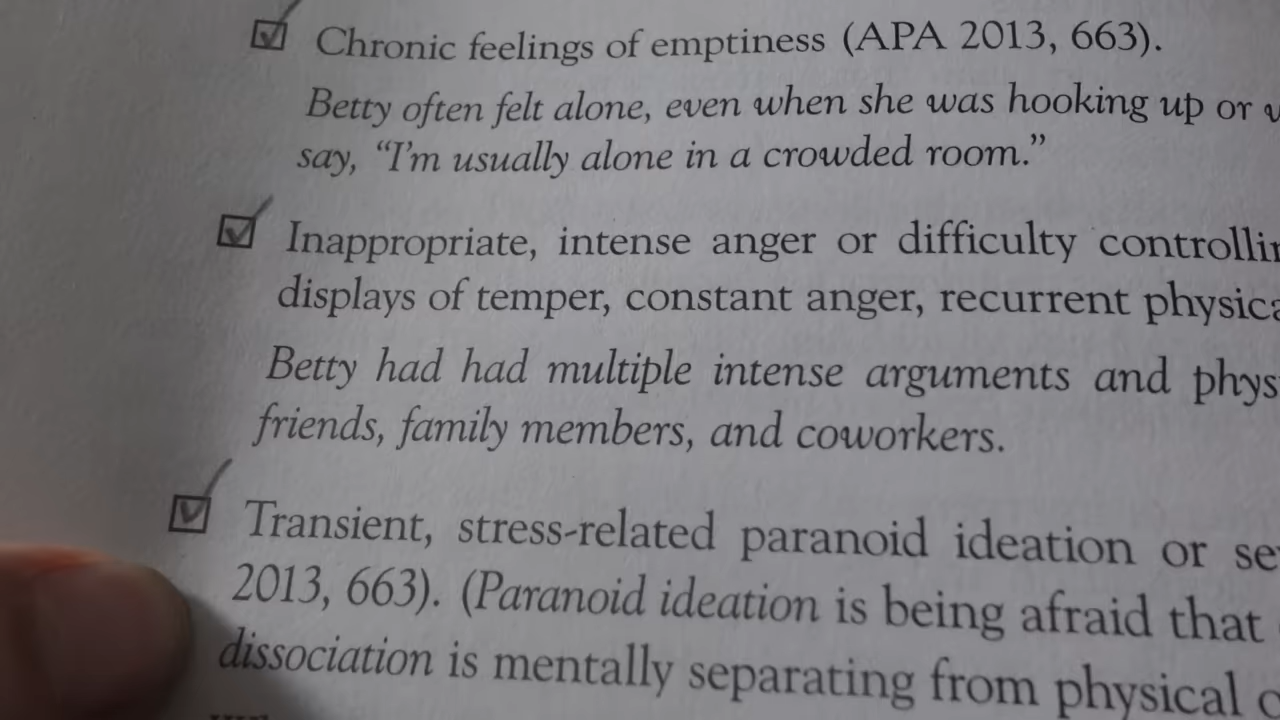 Chronic feelings of emptiness (APA 2013, 663).
Betty often felt alone, even when she was hooking up or
say, “I’m usually alone in a crowded room.”
Inappropriate, intense anger or difficulty
displays of temper, constant anger, recurrent
Betty had had multiple intense arguments and
friends, family members, and coworkers.
Transient, stress-related paranoid ideation or
2013, 663). (Paranoid ideation is being afraid that
dissociation is mentally separating from physical